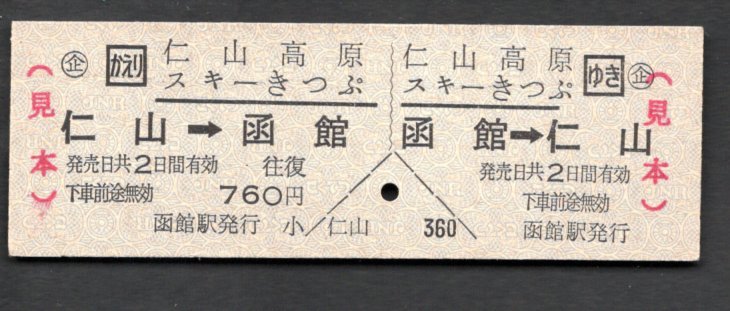 (見本)
企 かえり 仁山高原
スキーきっぷ
仁山➡函館
発売日共2日間有効 往復
下車前途無効 760円
函館駅発行 小/仁山 360
仁山高原 ゆき 企
スキーきっぷ
函館➡仁山
発売日共2日間有効
下車前途無効
函館駅発行
(見本)